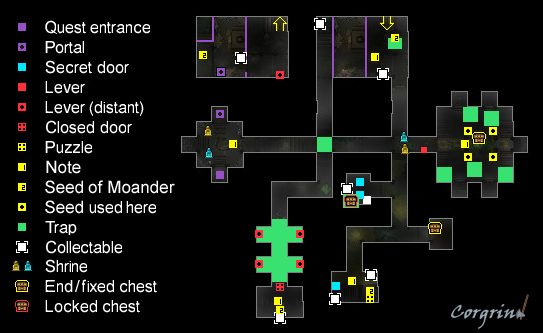 Quest entrance
Portal
Secret door
Lever
Lever (distant)
Closed door
Puzzle
Note
Seed of Moander
Seed used here
Trap
Collectable
Shrine
End/fixed chest
Locked chest
Corgrind